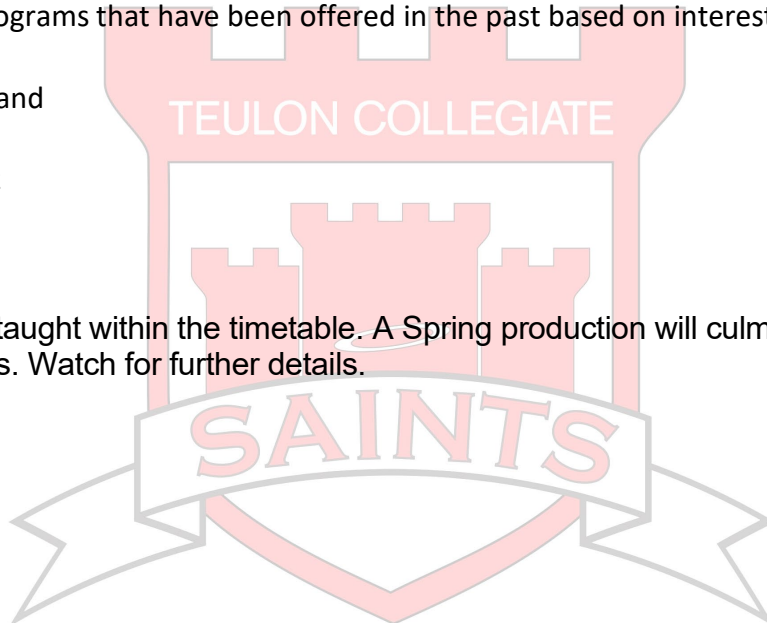 ograms that have been offered in the past based on interest
and
TEULON COLLEGIATE
taught within the timetable. A Spring production will culm
s. Watch for further details.
SAINTS